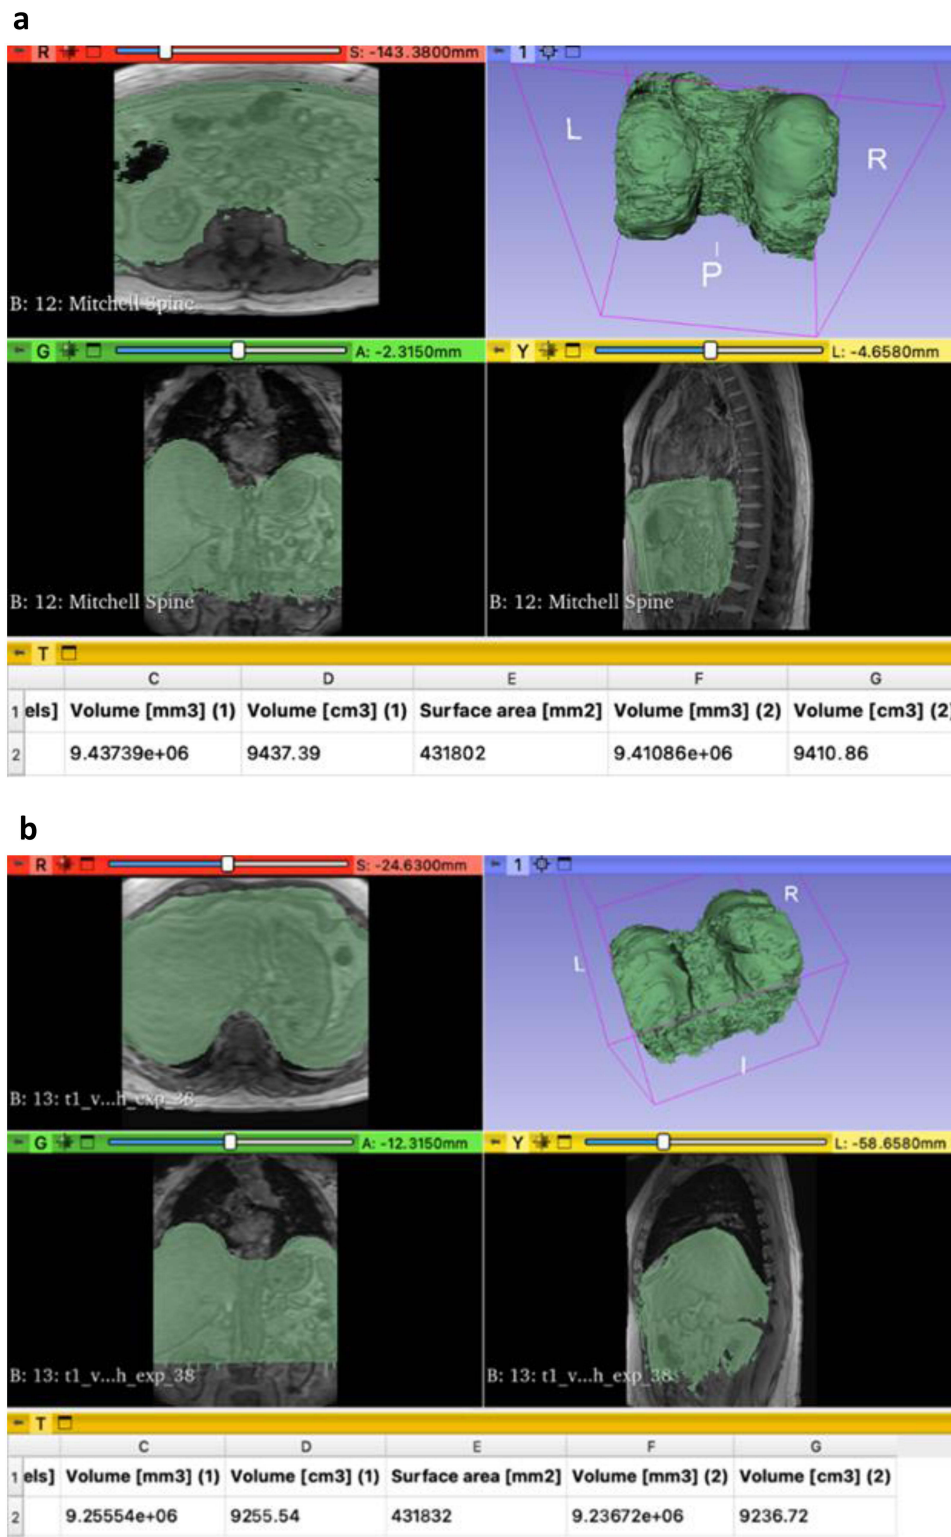 a
R S: -143.3800mm
1
L
R
P
B: 12: Mitchell Spine
G A: -2.3150mm
Y L: -4.6580mm
B: 12: Mitchell Spine
B: 12: Mitchell Spine
T
C D E F G
1 els] Volume [mm3] (1) Volume [cm3] (1) Surface area [mm2] Volume [mm3] (2) Volume [cm3] (2)
2 9.43739e+06 9437.39 431802 9.41086e+06 9410.86
b
R S: -24.6300mm
1
R
L
I
B: 13: t1_v...h_exp_38
G A: -12.3150mm
Y L: -58.6580mm
B: 13: t1_v...h_exp_38
B: 13: t1_v...h_exp_38
T
C D E F G
1 els] Volume [mm3] (1) Volume [cm3] (1) Surface area [mm2] Volume [mm3] (2) Volume [cm3] (2)
2 9.25554e+06 9255.54 431832 9.23672e+06 9236.72